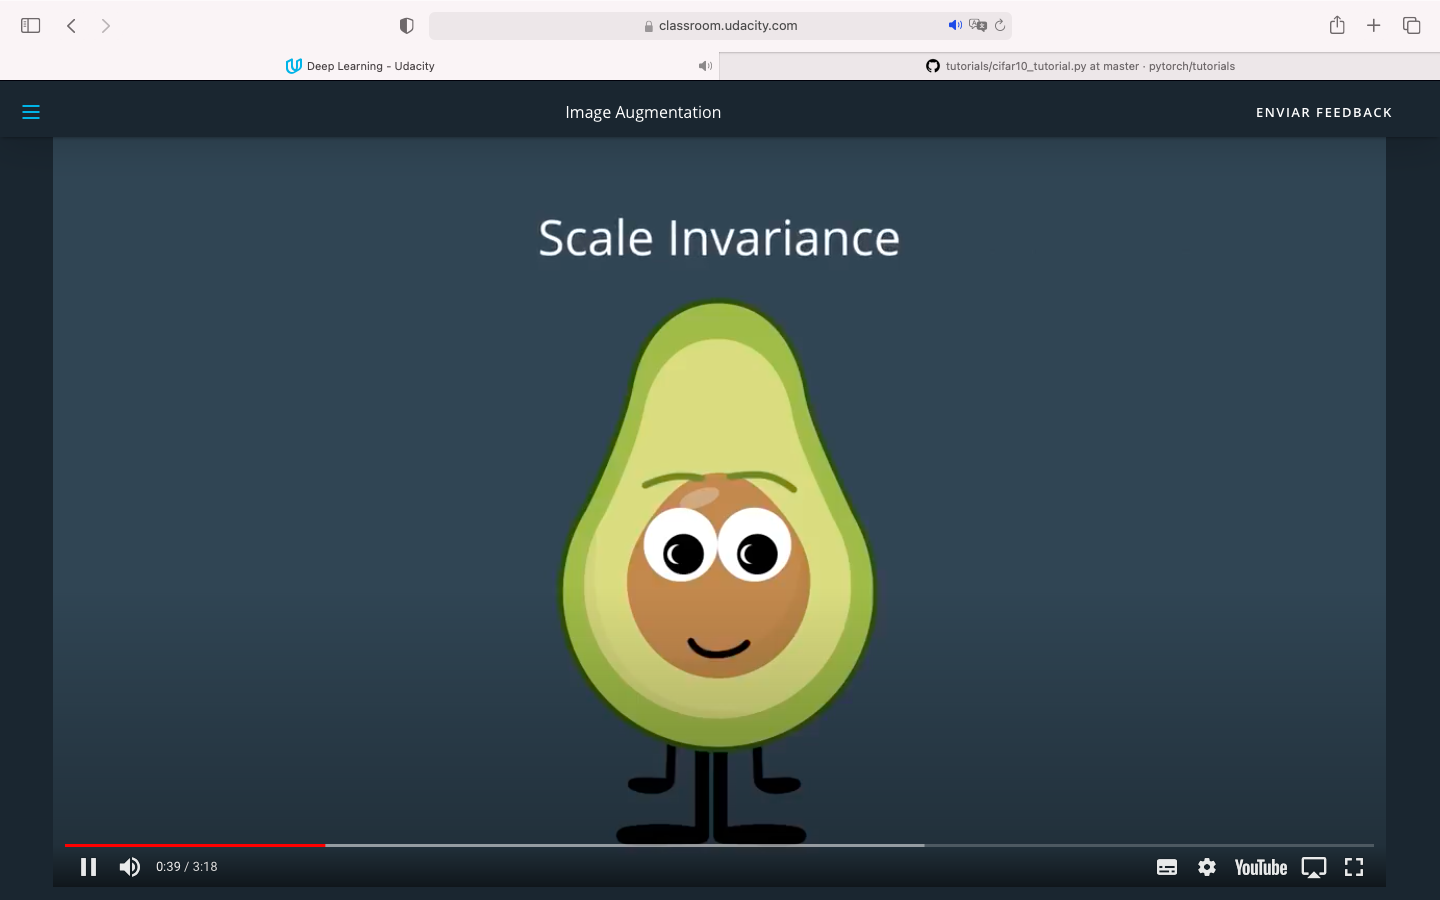 classroom.udacity.com
Deep Learning - Udacity
tutorials/cifar10_tutorial.py at master · pytorch/tutorials
Image Augmentation
ENVIAR FEEDBACK
Scale Invariance
0:39 / 3:18
YouTube